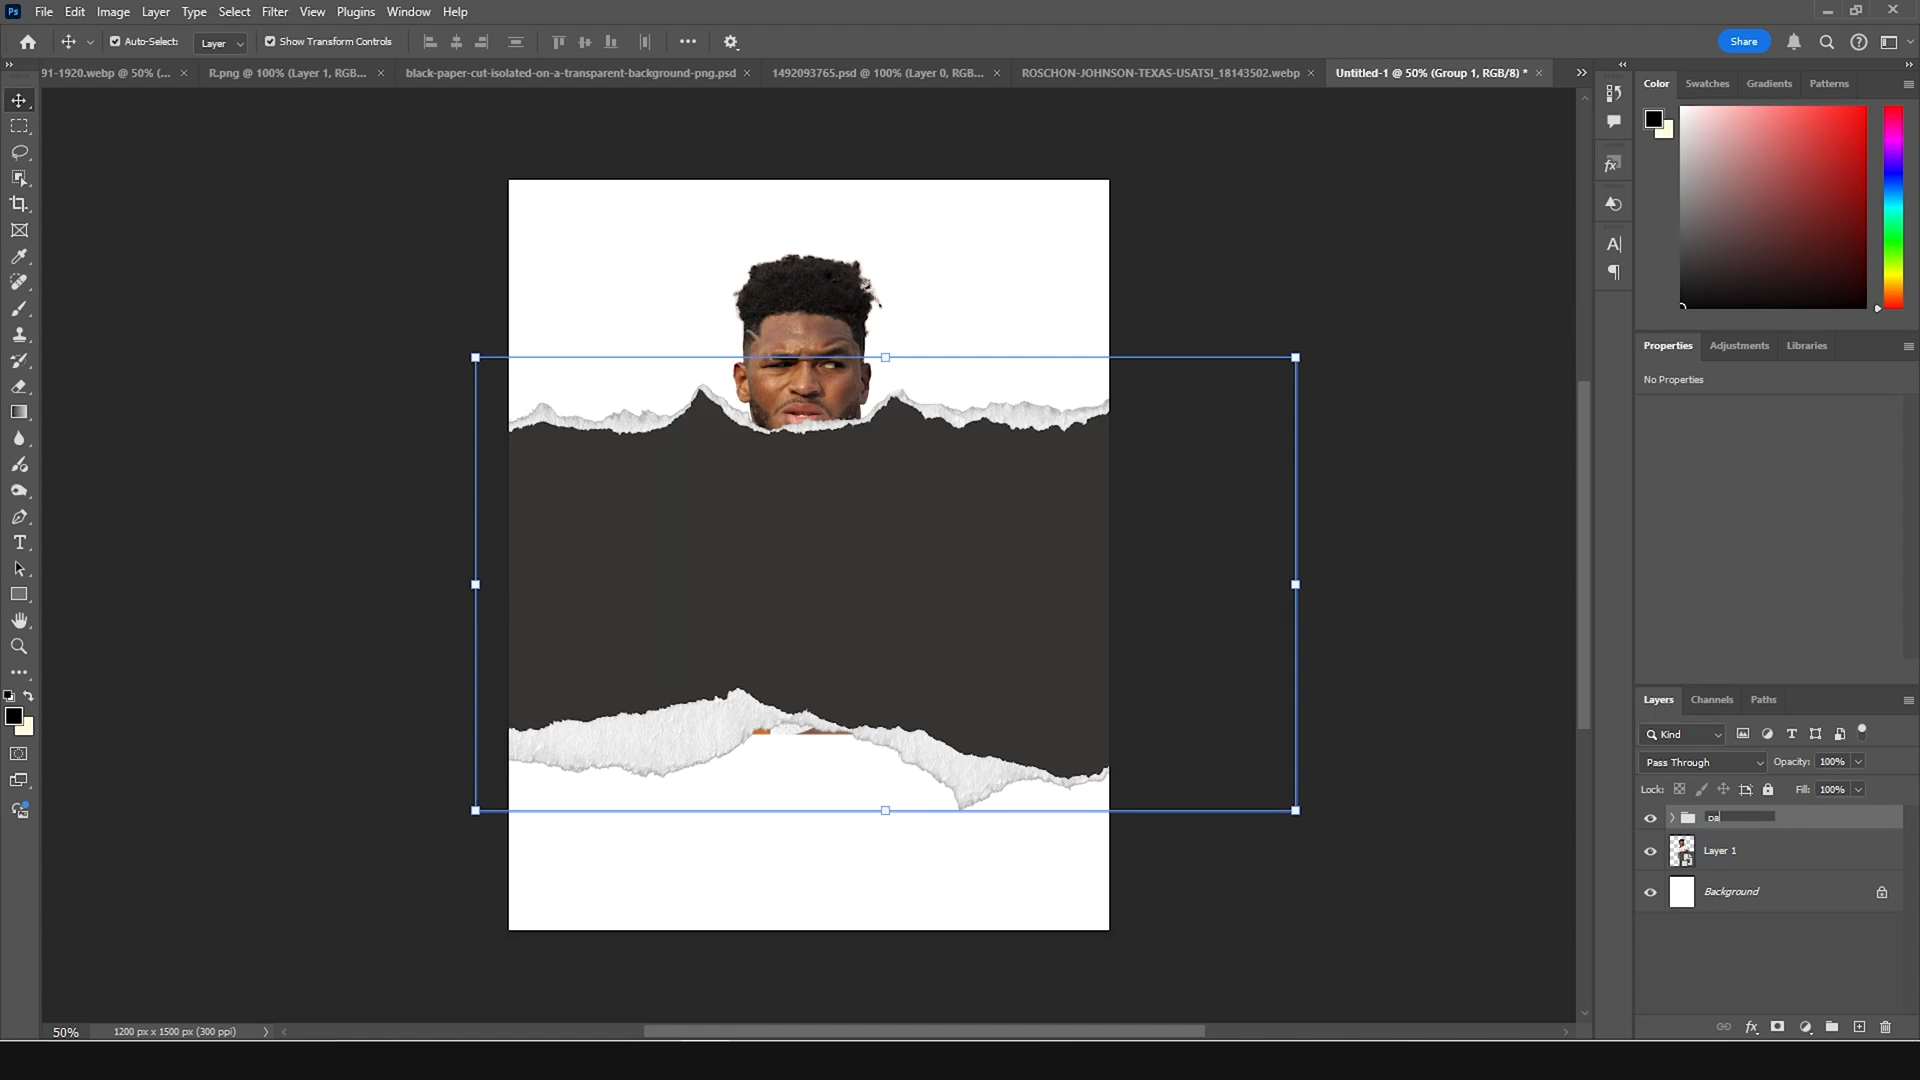 Ps File Edit Image Layer Type Select Filter View Plugins Window Help
Auto-Select: Layer Show Transform Controls Share
91-1920.webp @ 50% (... × R.png @ 100% (Layer 1, RGB... × black-paper-cut-isolated-on-a-transparent-background-png.psd × 1492093765.psd @ 100% (Layer 0, RGB... × ROSCHON-JOHNSON-TEXAS-USATSI_18143502.webp × Untitled-1 @ 50% (Group 1, RGB/8) * ×
Color Swatches Gradients Patterns
Properties Adjustments Libraries
No Properties
Layers Channels Paths
Kind
Pass Through Opacity: 100%
Lock: Fill: 100%
pa
Layer 1
Background
50% 1200 px x 1500 px (300 ppi)